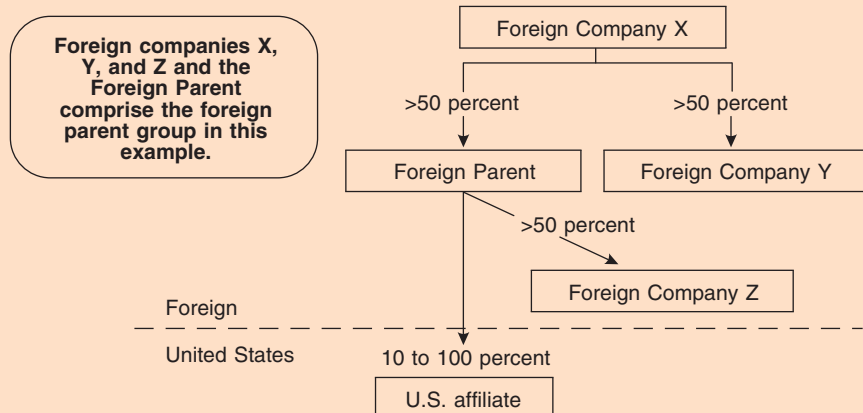 Foreign companies X,
Y, and Z and the
Foreign Parent
comprise the foreign
parent group in this
example.
Foreign Company X
>50 percent
>50 percent
Foreign Parent
Foreign Company Y
>50 percent
Foreign Company Z
Foreign
United States
10 to 100 percent
U.S. affiliate